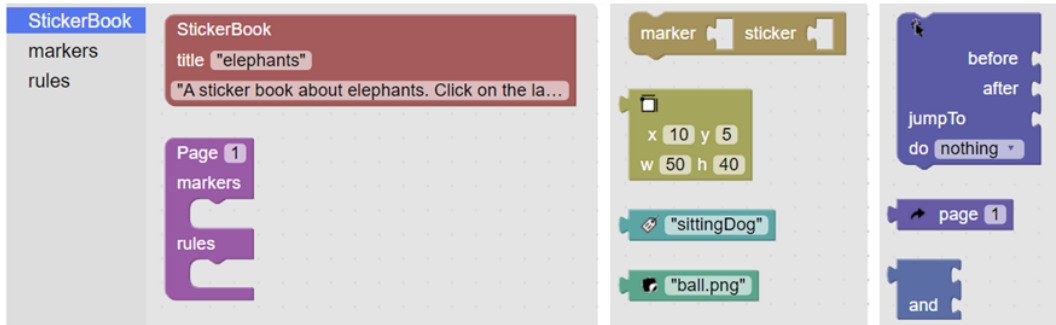 StickerBook
markers
rules
StickerBook
title "elephants"
"A sticker book about elephants. Click on the la...
Page 1
markers
rules
marker sticker
x 10 y 5
w 50 h 40
"sittingDog"
"ball.png"
before
after
jumpTo
do nothing
page 1
and